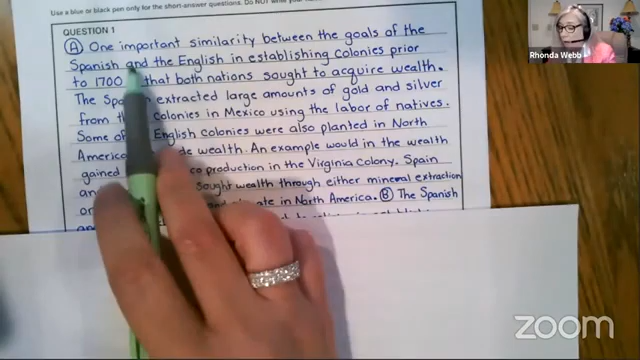 Use a blue or black pen only for the short-answer questions. Do NOT write your
QUESTION 1
Rhonda Webb
(A) One important similarity between the goals of the
Spanish and the English in establishing colonies prior
to 1700 that both nations sought to acquire wealth.
The extracted large amounts of gold and silver
from colonies in Mexico using the labor of natives.
Some of English colonies were also planted in North
America wealth. An example would in the wealth
gained production in the Virginia colony. Spain
sought wealth through either mineral extraction
in North America. (B) The Spanish
zoom